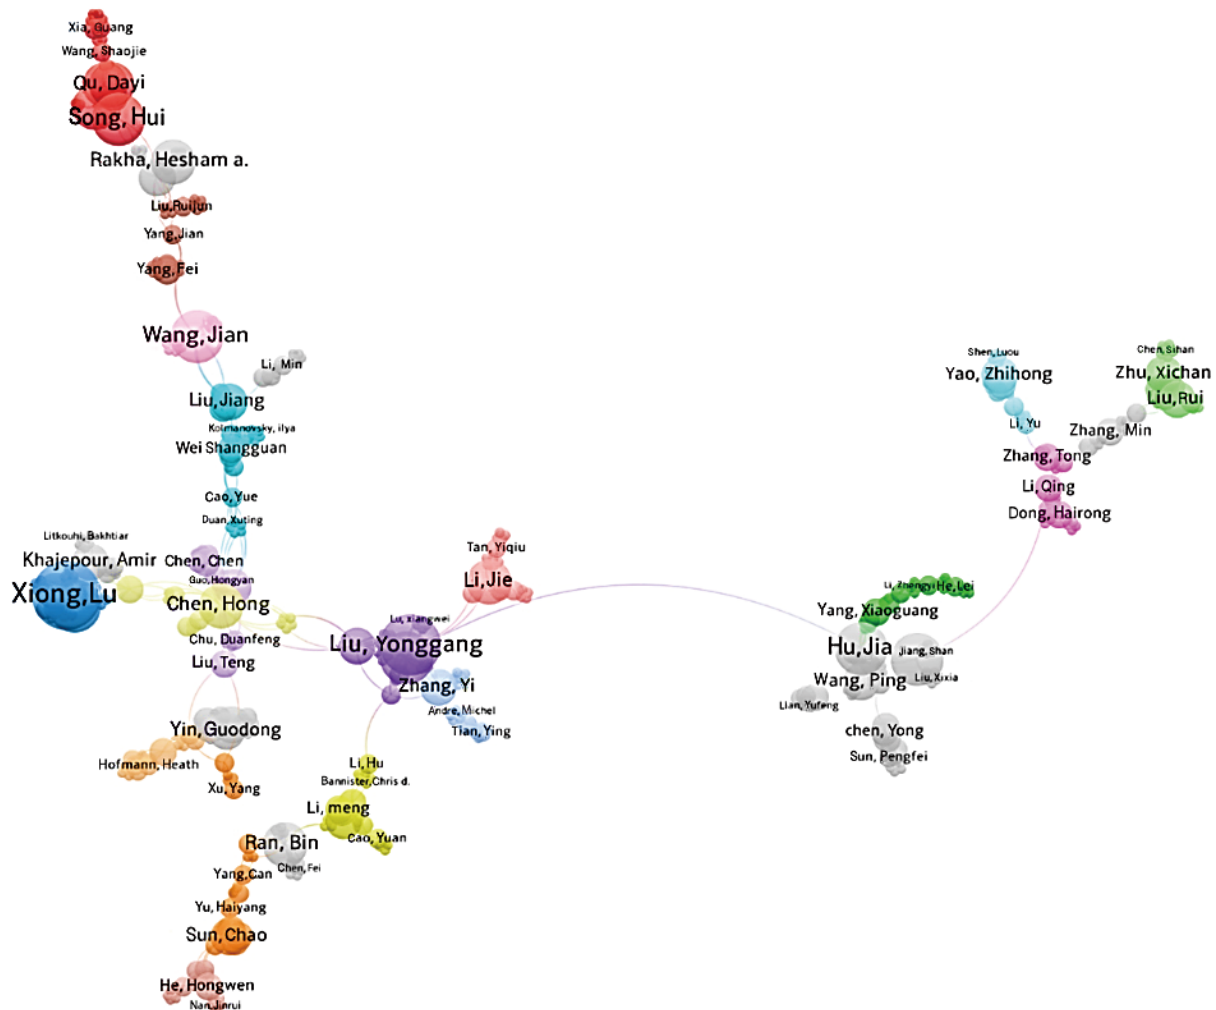 Xia, Guang
Wang, Shaojie
Qu, Dayi
Song, Hui
Rakha, Hesham a.
Liu,Ruijun
Yang,Jian
Yang,Fei
Wang,Jian
Li, Min
Liu,Jiang
Kolmanovsky, ilya
Wei Shangguan
Cao,Yue
Duan,Xuting
Litkouhi, Bakhtiar
Khajepour, Amir
Chen,Chen
Guo,Hongyan
Xiong,Lu
Chen, Hong
Chu, Duanfeng
Liu,Teng
Yin,Guodong
Hofmann, Heath
Xu,Yang
Tan,Yiqiu
Li,Jie
Lu, xiangwei
Liu, Yonggang
Zhang, Yi
Andre, Michel
Tian,Ying
Li,Hu
Bannister,Chris d.
Li, meng
Cao,Yuan
Ran, Bin
Chen, Fei
Yang,Can
Yu,Haiyang
Sun,Chao
He, Hongwen
Nan,Jinrui
Shen, Luou
Yao, Zhihong
Li,Yu
Chen, Sihan
Zhu, Xichan
Liu,Rui
Zhang, Min
Zhang,Tong
Li,Qing
Dong,Hairong
Li, Zhengyi
He,Lei
Yang, Xiaoguang
Hu,Jia
Jiang, Shan
Wang, Ping
Liu, Xixia
Lian, Yufeng
chen, Yong
Sun, Pengfei